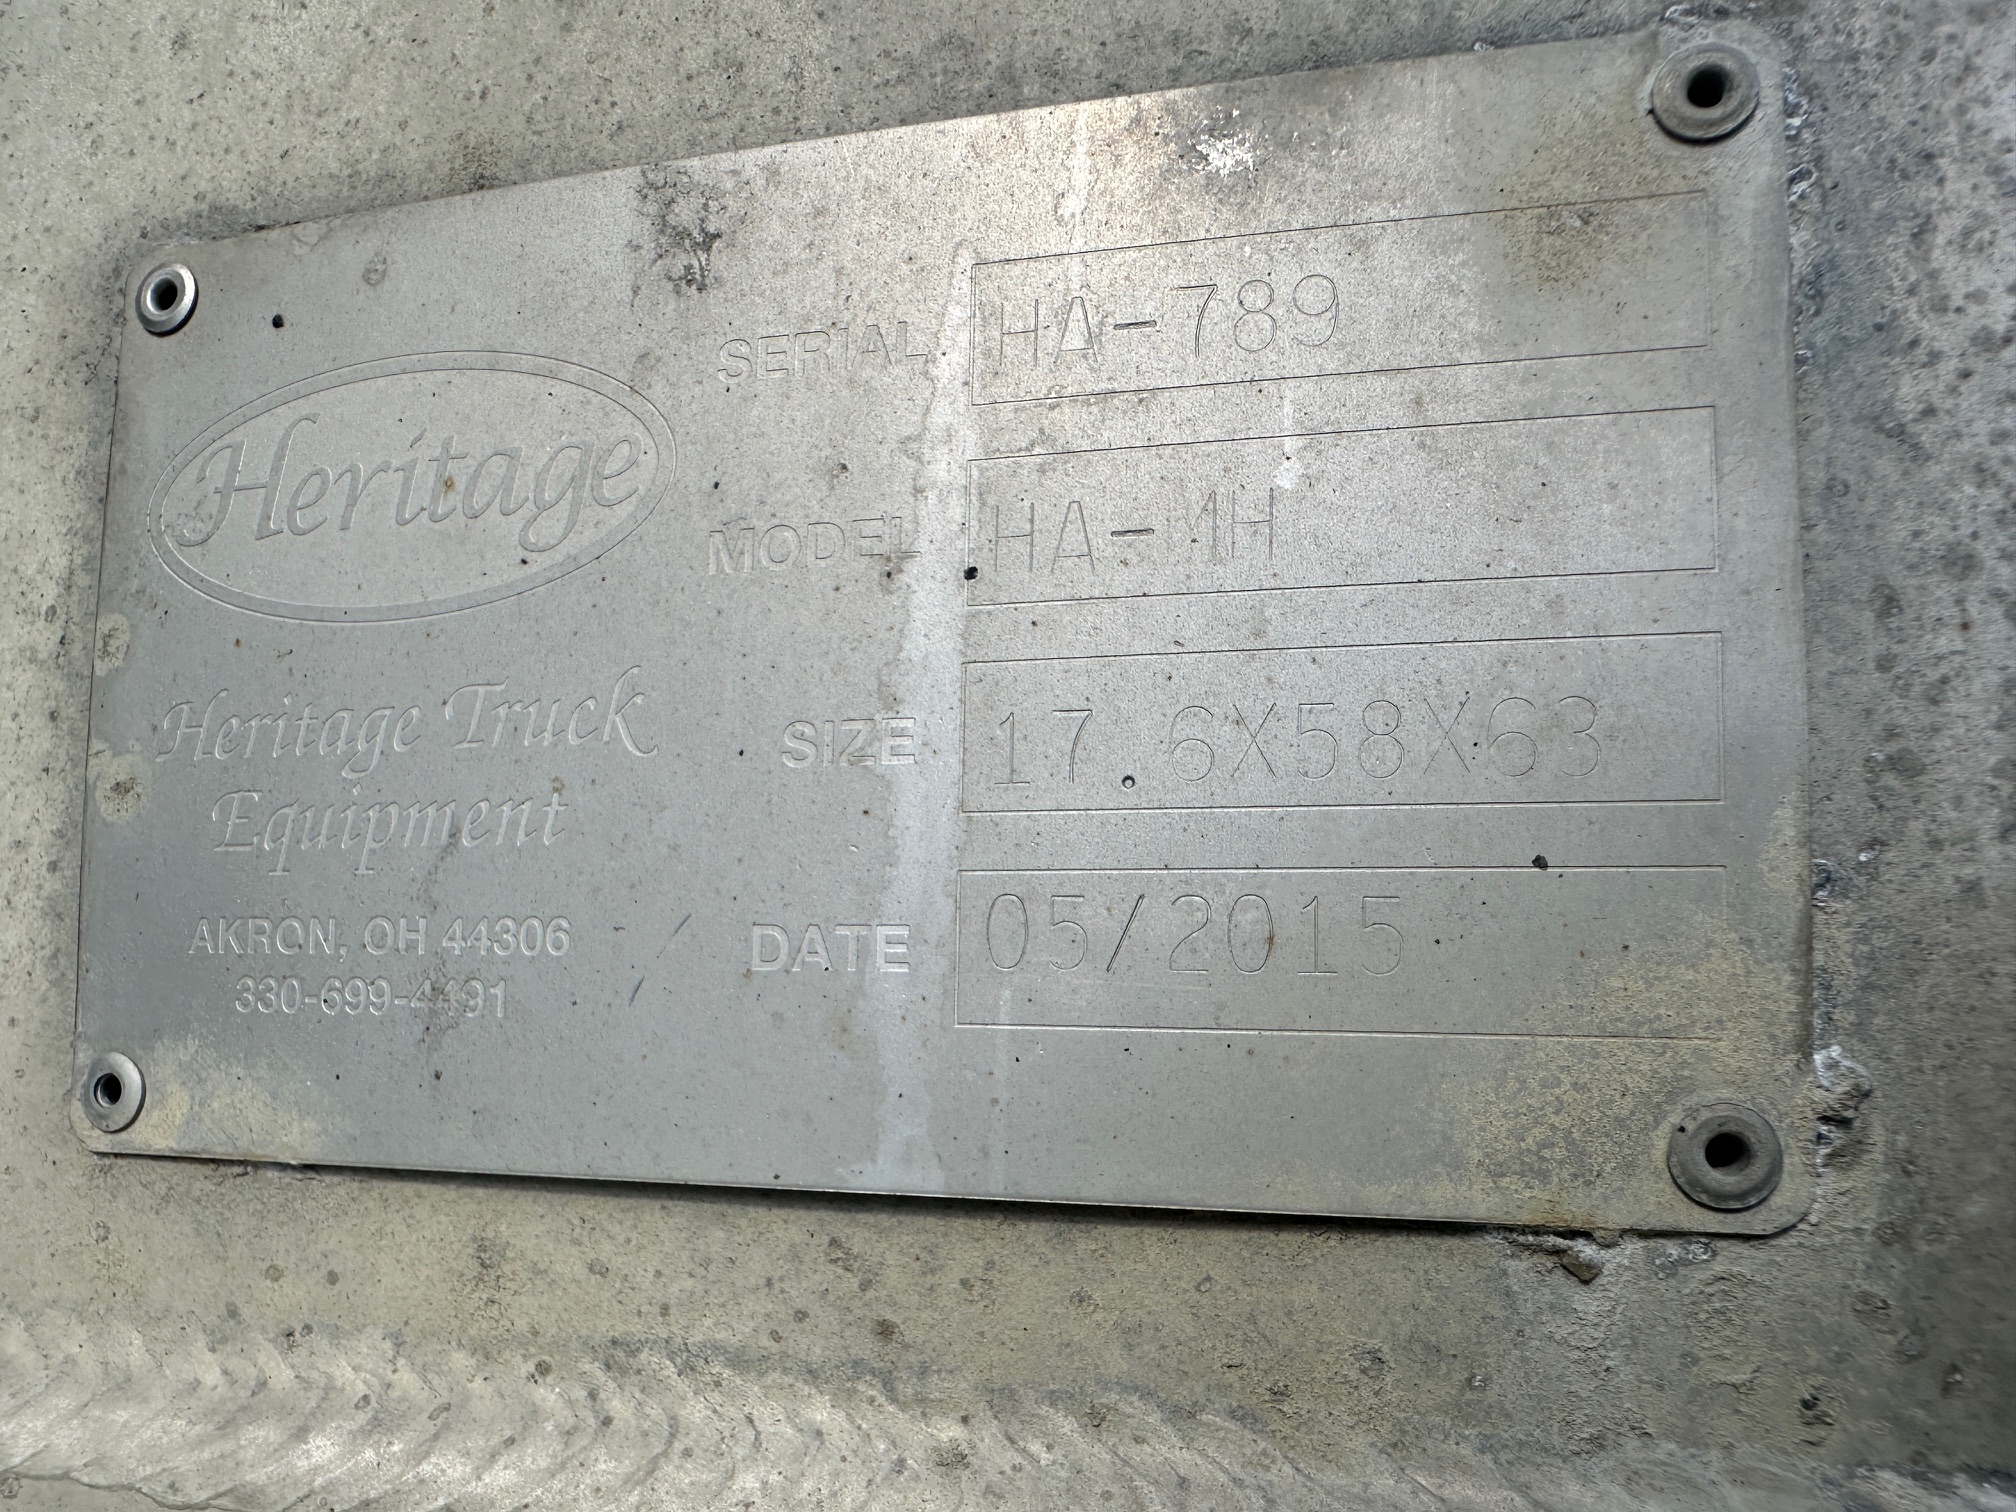 Heritage
Heritage Truck
Equipment
AKRON, OH 44306
330-699-4491
SERIAL HA-789
MODEL HA-MH
SIZE 17.6X58X63
DATE 05/2015